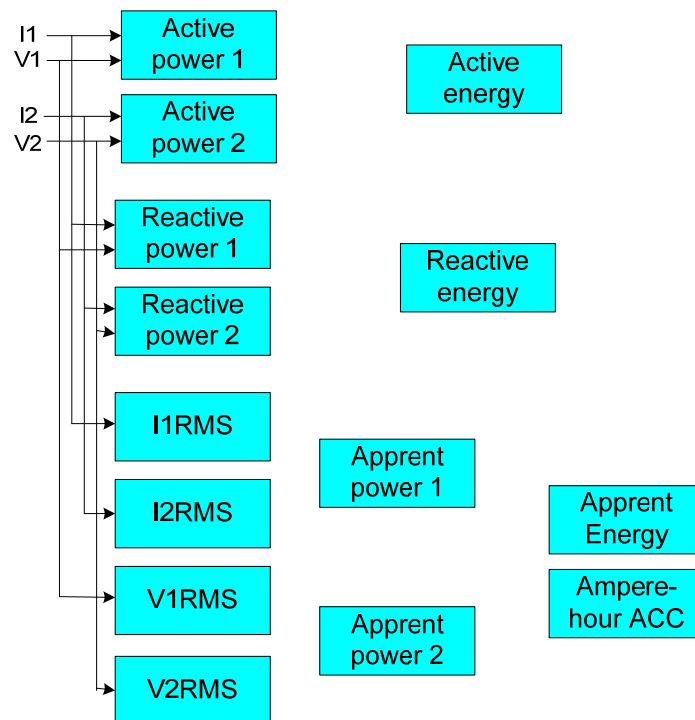 I1
V1
Active
power 1
I2
V2
Active
power 2
Active
energy
Reactive
power 1
Reactive
power 2
Reactive
energy
I1RMS
I2RMS
V1RMS
V2RMS
Apprent
power 1
Apprent
power 2
Apprent
Energy
Ampere-
hour ACC